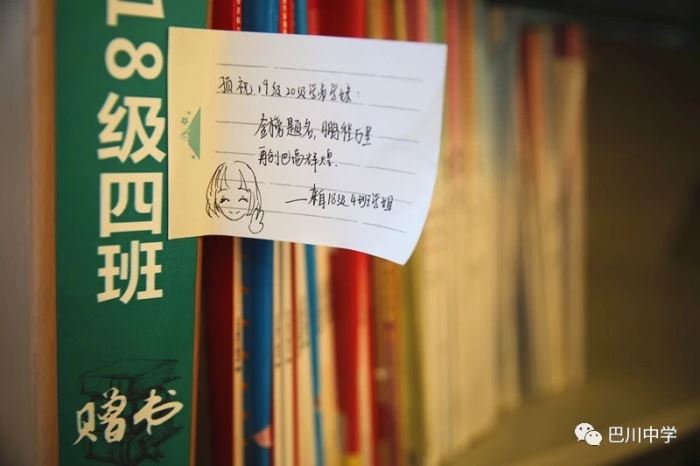 18级四班
赠书
预祝19级20级学弟学妹：
金榜题名，鹏程万里
再创巴高辉煌.
——来自18级4班学姐
巴川中学